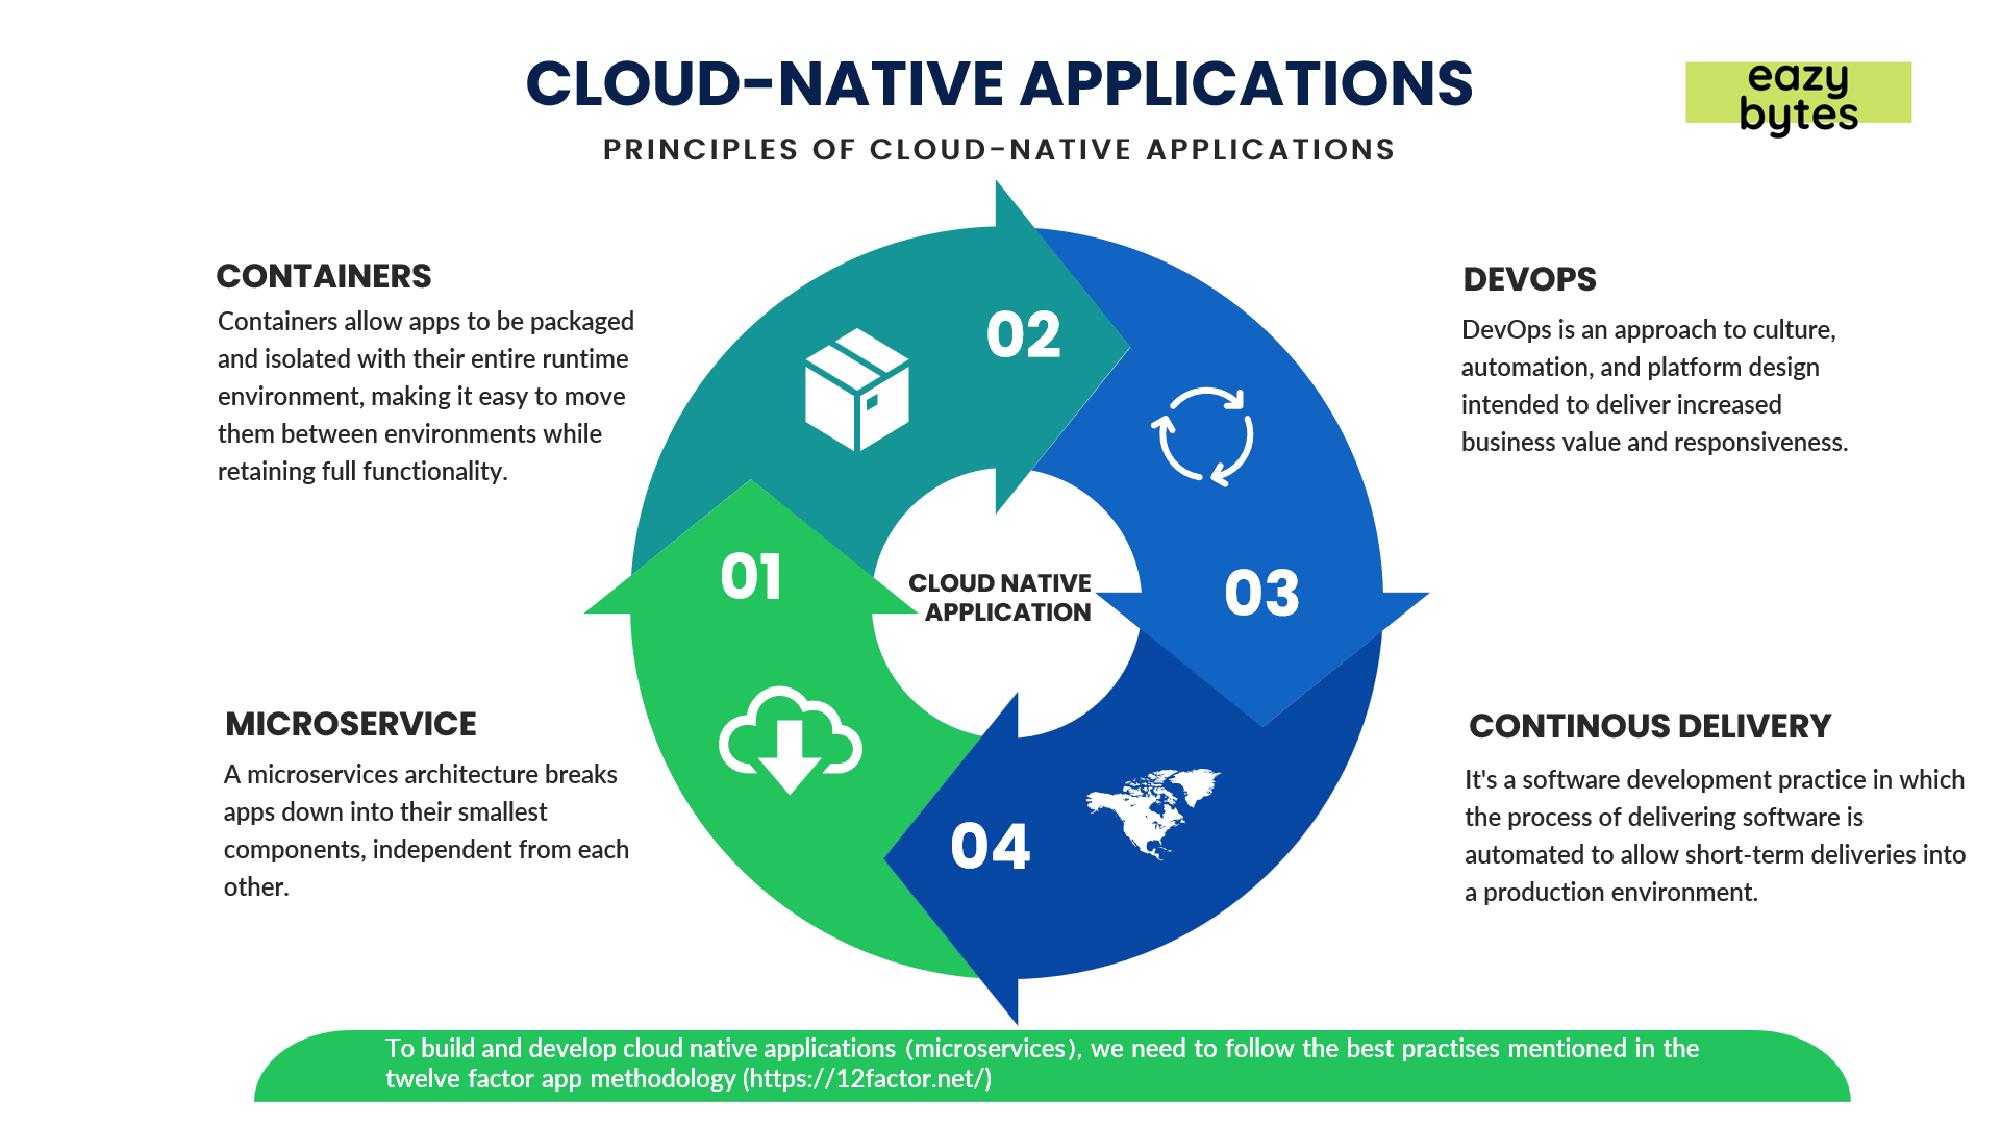 CLOUD-NATIVE APPLICATIONS
PRINCIPLES OF CLOUD-NATIVE APPLICATIONS
eazy
bytes
CONTAINERS
Containers allow apps to be packaged
and isolated with their entire runtime
environment, making it easy to move
them between environments while
retaining full functionality.
DEVOPS
DevOps is an approach to culture,
automation, and platform design
intended to deliver increased
business value and responsiveness.
02
01
03
04
CLOUD NATIVE
APPLICATION
MICROSERVICE
A microservices architecture breaks
apps down into their smallest
components, independent from each
other.
CONTINOUS DELIVERY
It's a software development practice in which
the process of delivering software is
automated to allow short-term deliveries into
a production environment.
To build and develop cloud native applications (microservices), we need to follow the best practises mentioned in the
twelve factor app methodology (https://12factor.net/)